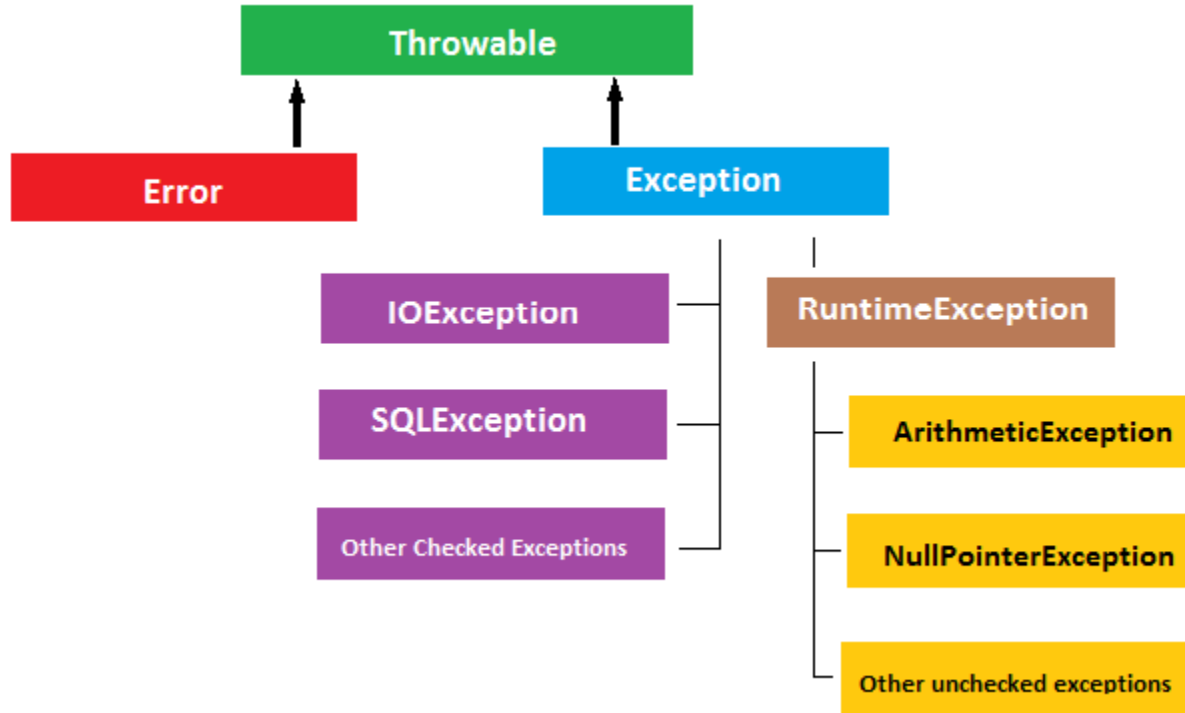 Throwable
Error
Exception
IOException
RuntimeException
SQLException
ArithmeticException
Other Checked Exceptions
NullPointerException
Other unchecked exceptions